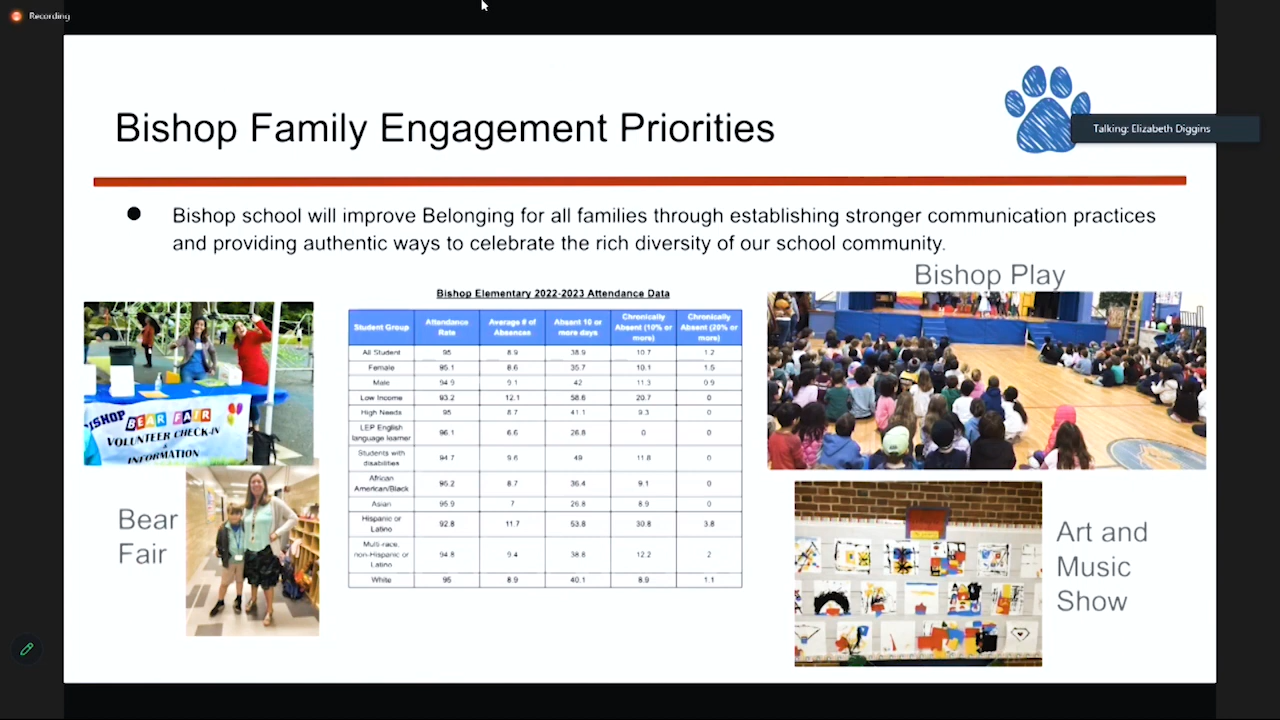 Recording
Bishop Family Engagement Priorities
Talking: Elizabeth Diggins
● Bishop school will improve Belonging for all families through establishing stronger communication practices
and providing authentic ways to celebrate the rich diversity of our school community.
Bishop Play
Bishop Elementary 2022-2023 Attendance Data
Student Group Attendance Rate Average # of Absences Absent 10 or more days Chronically Absent (10% or more) Chronically Absent (20% or more)
All Student 95 8.9 38.9 10.7 1.2
Female 95.1 8.6 35.7 10.1 1.5
Male 94.9 9.1 42 11.3 0.9
Low Income 93.2 12.1 58.6 20.7 0
High Needs 95 8.7 41.1 9.3 0
LEP English language learner 96.1 6.6 26.8 0 0
Students with disabilities 94.7 9.6 49 11.8 0
African American/Black 95.2 8.7 36.4 9.1 0
Asian 95.9 7 26.8 8.9 0
Hispanic or Latino 92.8 11.7 53.8 30.8 3.8
Multi-race, non-Hispanic or Latino 94.8 9.4 38.8 12.2 2
White 95 8.9 40.1 8.9 1.1
BISHOP BEAR FAIR
VOLUNTEER CHECK-IN
INFORMATION
Bear
Fair
Art and
Music
Show